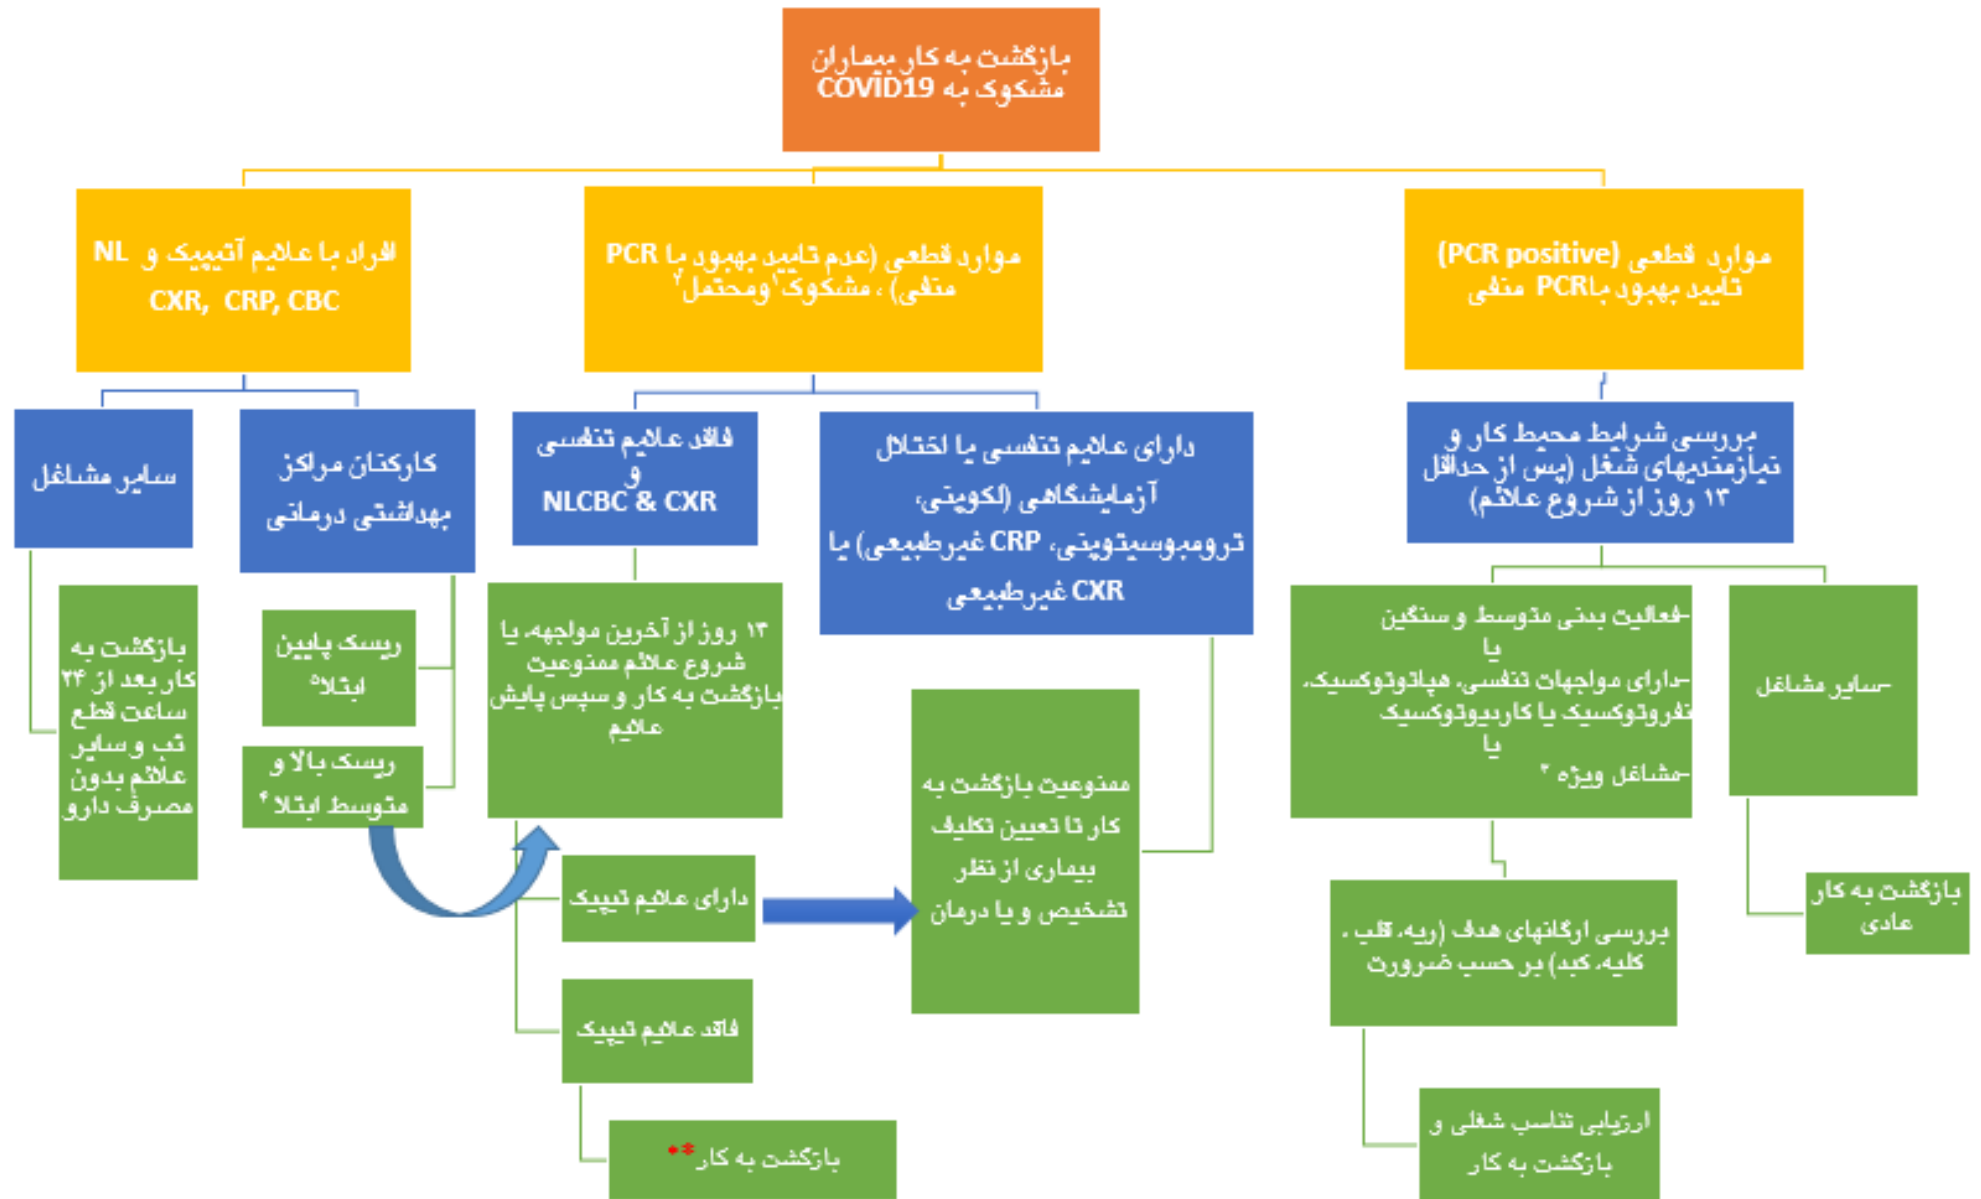 بازگشت به کار بیماران
مشکوک به COVID19
موارد قطعی (PCR positive)
تایید بهبود باPCR منفی
موارد قطعی (عدم تایید بهبود با PCR
منفی) ، مشکوک۱ ومحتمل۲
افراد با علایم آتیپیک و NL
CXR, CRP, CBC
بررسی شرایط محیط کار و
نیازمندیهای شغل (پس از حداقل
۱۴ روز از شروع علائم)
دارای علایم تنفسی یا اختلال
آزمایشگاهی (لکوپنی،
ترومبوسیتوپنی، CRP غیرطبیعی) یا
CXR غیرطبیعی
فاقد علایم تنفسی
و
NLCBC & CXR
کارکنان مراکز
بهداشتی درمانی
سایر مشاغل
-سایر مشاغل
-فعالیت بدنی متوسط و سنگین
یا
-دارای مواجهات تنفسی، هپاتوتوکسیک،
نفروتوکسیک یا کاردیوتوکسیک
یا
-مشاغل ویژه ۳
بازگشت به کار
عادی
بررسی ارگانهای هدف (ریه، قلب ،
کلیه، کبد) بر حسب ضرورت
ارزیابی تناسب شغلی و
بازگشت به کار
ممنوعیت بازگشت به
کار تا تعیین تکلیف
بیماری از نظر
تشخیص و یا درمان
۱۴ روز از آخرین مواجهه، یا
شروع علائم ممنوعیت
بازگشت به کار و سپس پایش
علایم
دارای علایم تیپیک
فاقد علایم تیپیک
بازگشت به کار**
ریسک پایین
ابتلا۵
ریسک بالا و
متوسط ابتلا ۴
بازگشت به
کار بعد از ۲۴
ساعت قطع
تب و سایر
علائم بدون
مصرف دارو